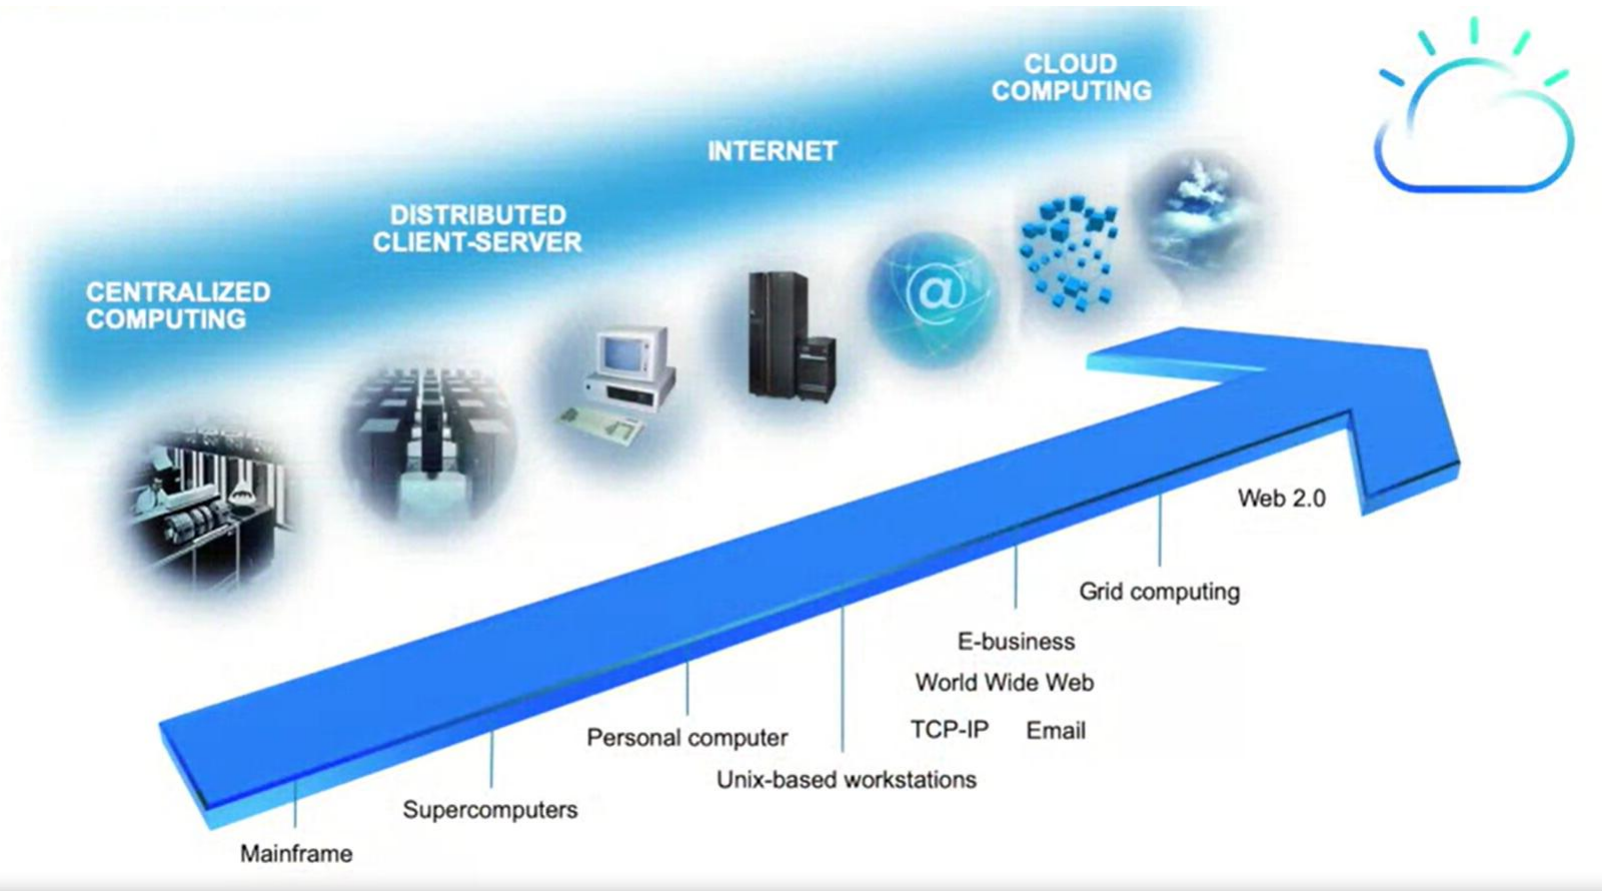 CLOUD
COMPUTING
INTERNET
DISTRIBUTED
CLIENT-SERVER
CENTRALIZED
COMPUTING
@
Web 2.0
Grid computing
E-business
World Wide Web
TCP-IP Email
Personal computer
Unix-based workstations
Supercomputers
Mainframe